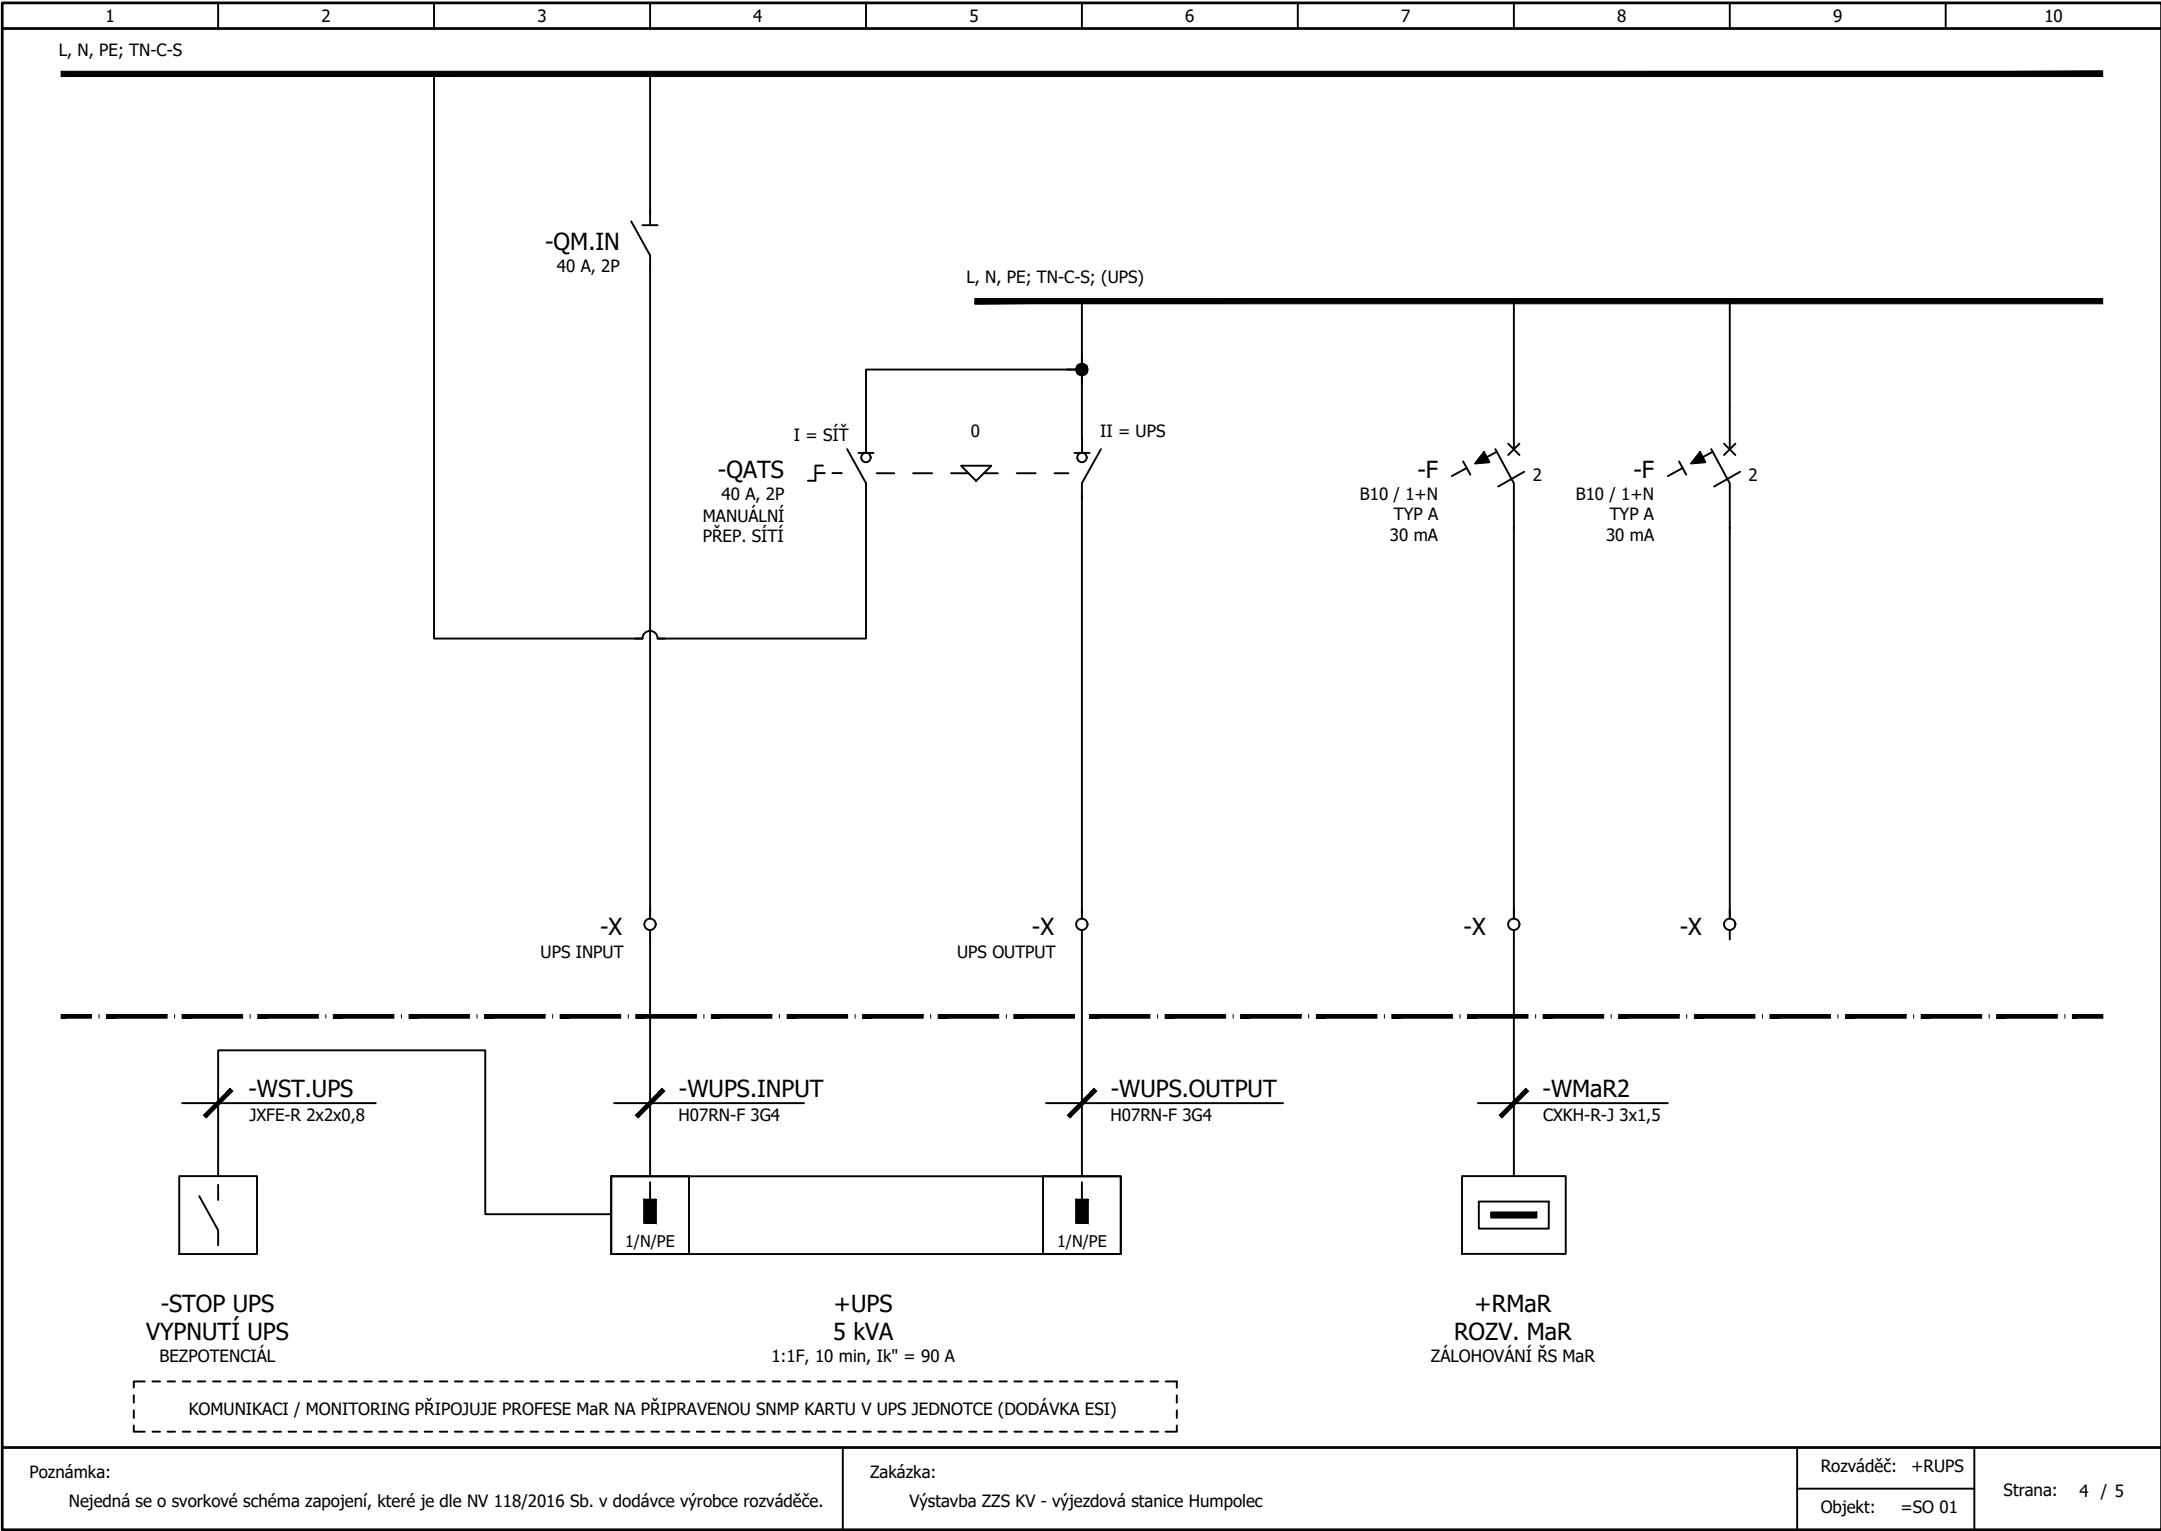 1 2 3 4 5 6 7 8 9 10
L, N, PE; TN-C-S
-QM.IN
40 A, 2P
L, N, PE; TN-C-S; (UPS)
I = SÍŤ
0
II = UPS
-QATS
40 A, 2P
MANUÁLNÍ
PŘEP. SÍTÍ
-F
2
B10 / 1+N
TYP A
30 mA
-F
2
B10 / 1+N
TYP A
30 mA
-X
UPS INPUT
-X
UPS OUTPUT
-X
-X
-WST.UPS
JXFE-R 2x2x0,8
-WUPS.INPUT
H07RN-F 3G4
-WUPS.OUTPUT
H07RN-F 3G4
-WMaR2
CXKH-R-J 3x1,5
1/N/PE
1/N/PE
-STOP UPS
VYPNUTÍ UPS
BEZPOTENCIÁL
+UPS
5 kVA
1:1F, 10 min, Ik" = 90 A
+RMaR
ROZV. MaR
ZÁLOHOVÁNÍ ŘS MaR
KOMUNIKACI / MONITORING PŘIPOJUJE PROFESE MaR NA PŘIPRAVENOU SNMP KARTU V UPS JEDNOTCE (DODÁVKA ESI)
Poznámka:
Nejedná se o svorkové schéma zapojení, které je dle NV 118/2016 Sb. v dodávce výrobce rozváděče.
Zakázka:
Výstavba ZZS KV - výjezdová stanice Humpolec
Rozváděč: +RUPS
Objekt: =SO 01
Strana: 4 / 5